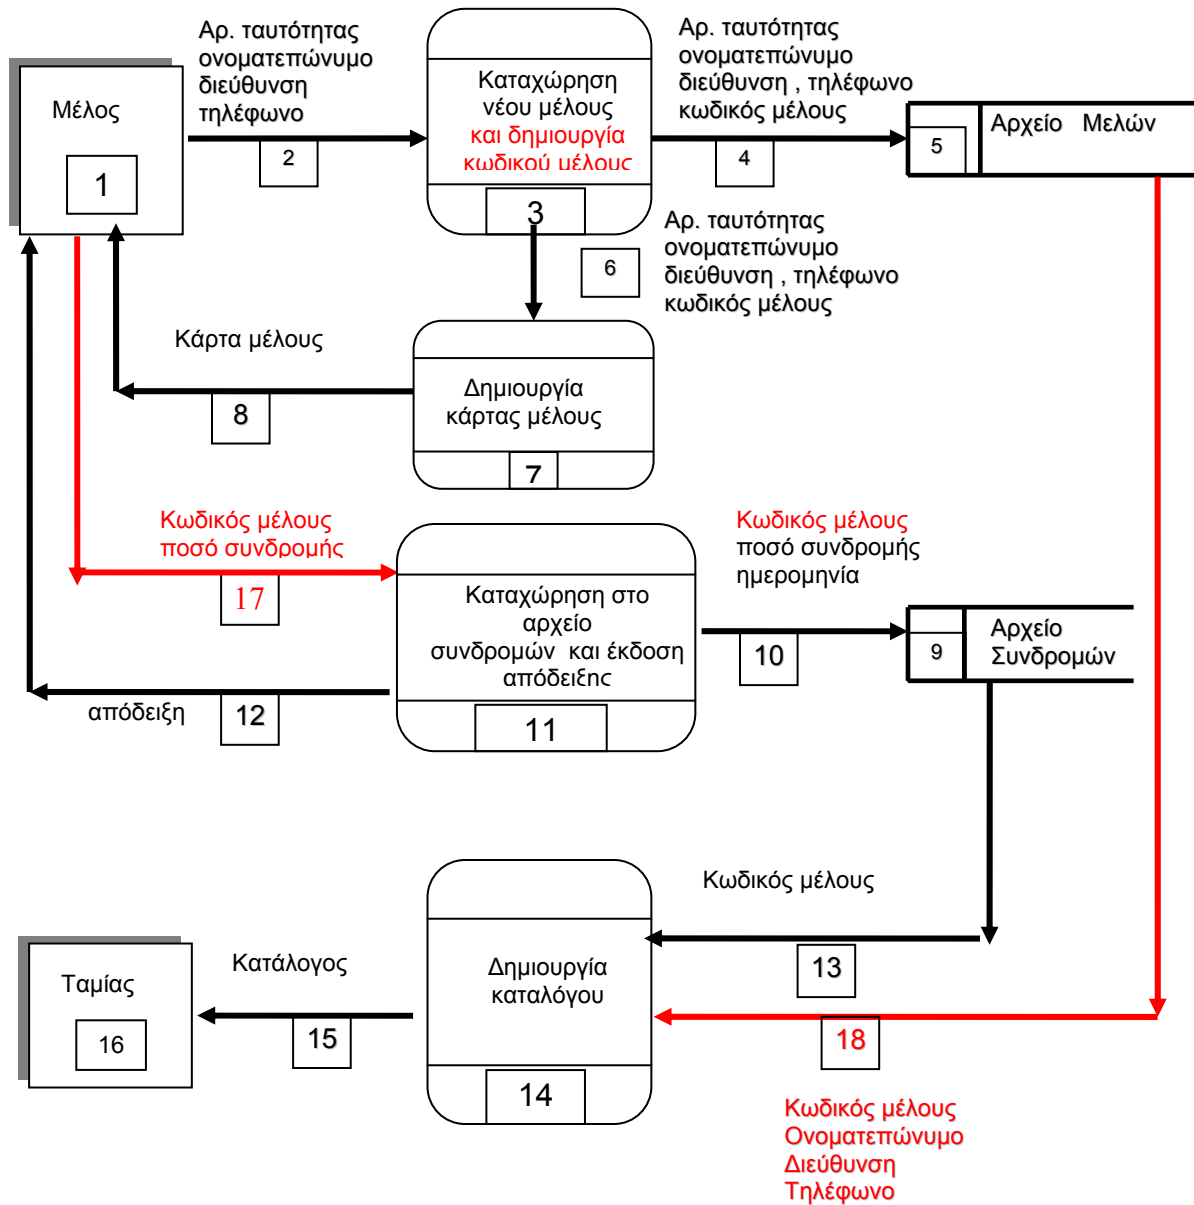 Αρ. ταυτότητας
ονοματεπώνυμο
διεύθυνση
τηλέφωνο
Μέλος
1
2
Καταχώρηση
νέου μέλους
και δημιουργία
κωδικού μέλους
3
Αρ. ταυτότητας
ονοματεπώνυμο
διεύθυνση , τηλέφωνο
κωδικός μέλους
4
5
Αρχείο Μελών
6
Αρ. ταυτότητας
ονοματεπώνυμο
διεύθυνση , τηλέφωνο
κωδικός μέλους
Κάρτα μέλους
8
Δημιουργία
κάρτας μέλους
7
Κωδικός μέλους
ποσό συνδρομής
17
Καταχώρηση στο
αρχείο
συνδρομών και έκδοση
απόδειξης
11
Κωδικός μέλους
ποσό συνδρομής
ημερομηνία
10
9
Αρχείο
Συνδρομών
απόδειξη
12
Κωδικός μέλους
13
Δημιουργία
καταλόγου
14
Κατάλογος
15
Ταμίας
16
18
Κωδικός μέλους
Ονοματεπώνυμο
Διεύθυνση
Τηλέφωνο